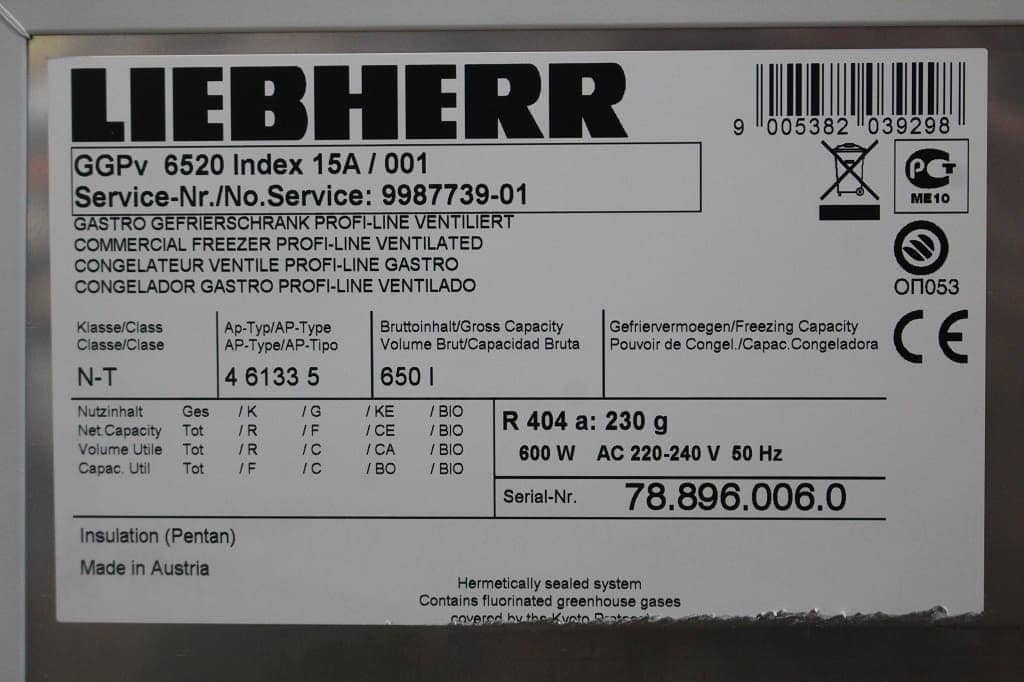 LIEBHERR
9 005382 039298
GGPv 6520 Index 15A / 001
Service-Nr./No.Service: 9987739-01
GASTRO GEFRIERSCHRANK PROFI-LINE VENTILIERT
COMMERCIAL FREEZER PROFI-LINE VENTILATED
CONGELATEUR VENTILE PROFI-LINE GASTRO
CONGELADOR GASTRO PROFI-LINE VENTILADO
РСТ
ME10
ОП053
CE
Klasse/Class
Classe/Clase
N-T
Ap-Typ/AP-Type
AP-Type/AP-Tipo
4 6133 5
Bruttoinhalt/Gross Capacity
Volume Brut/Capacidad Bruta
650 l
Gefriervermoegen/Freezing Capacity
Pouvoir de Congel./Capac.Congeladora
Nutzinhalt Ges / K / G / KE / BIO
Net.Capacity Tot / R / F / CE / BIO
Volume Utile Tot / R / C / CA / BIO
Capac. Util Tot / F / C / BO / BIO
R 404 a: 230 g
600 W AC 220-240 V 50 Hz
Serial-Nr. 78.896.006.0
Insulation (Pentan)
Made in Austria
Hermetically sealed system
Contains fluorinated greenhouse gases
covered by the Kyoto